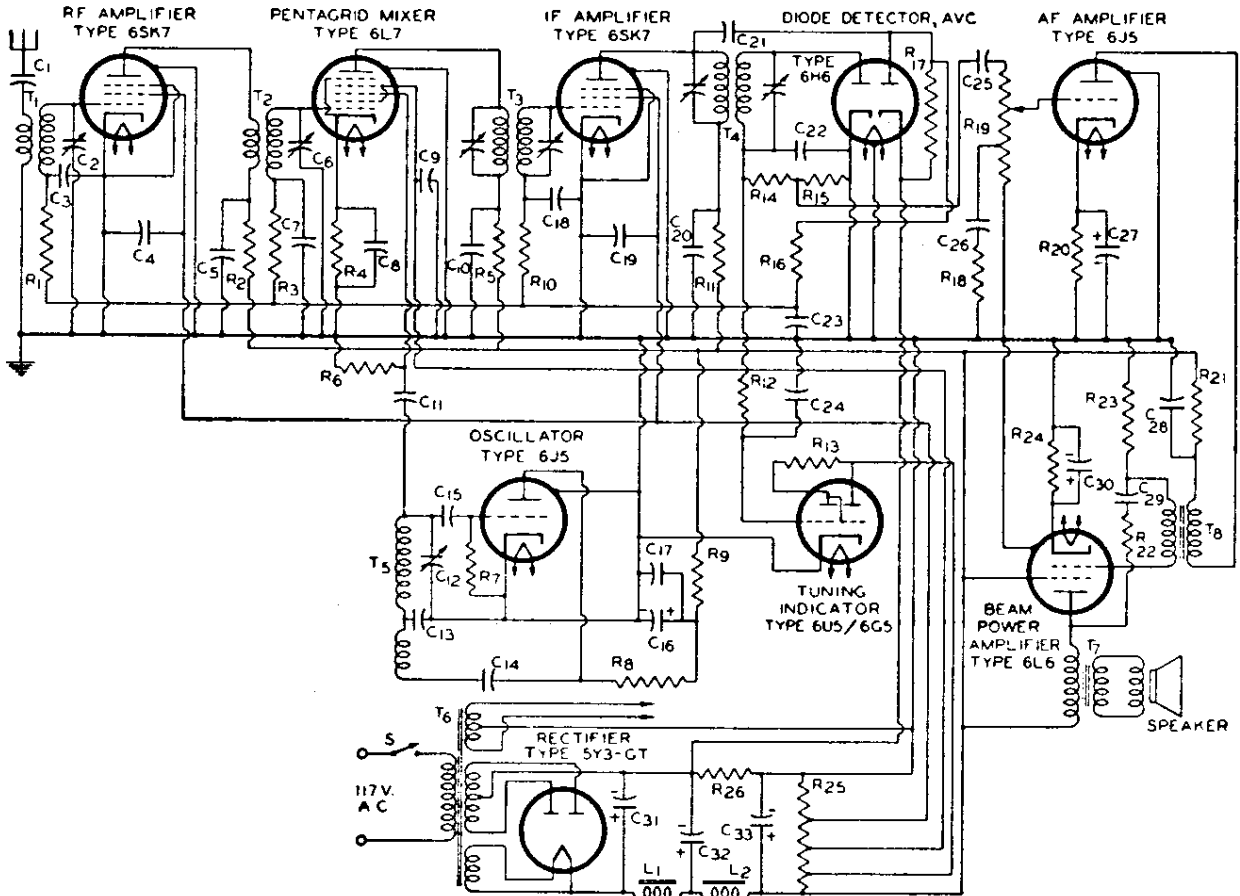 RF AMPLIFIER
TYPE 6SK7
PENTAGRID MIXER
TYPE 6L7
IF AMPLIFIER
TYPE 6SK7
DIODE DETECTOR, AVC
TYPE
6H6
AF AMPLIFIER
TYPE 6J5
C1
T1
C2
C3
R1
C4
C5
R2
T2
C6
R3
C7
R4
C8
C9
C10
R5
T3
C18
R10
C19
C20
R11
C21
T4
C22
R14
R15
R16
R17
C23
C25
R19
C26
R18
R20
C27
R6
C11
R12
C24
R13
R23
C28
R21
R24
C30
C29
R22
T8
OSCILLATOR
TYPE 6J5
C15
T5
C12
R7
C13
C14
C17
C16
R9
R8
TUNING
INDICATOR
TYPE 6U5/6G5
BEAM
POWER
AMPLIFIER
TYPE 6L6
T7
SPEAKER
T6
RECTIFIER
TYPE 5Y3-GT
S
117 V.
A C
C31
C32
R26
C33
R25
L1
L2